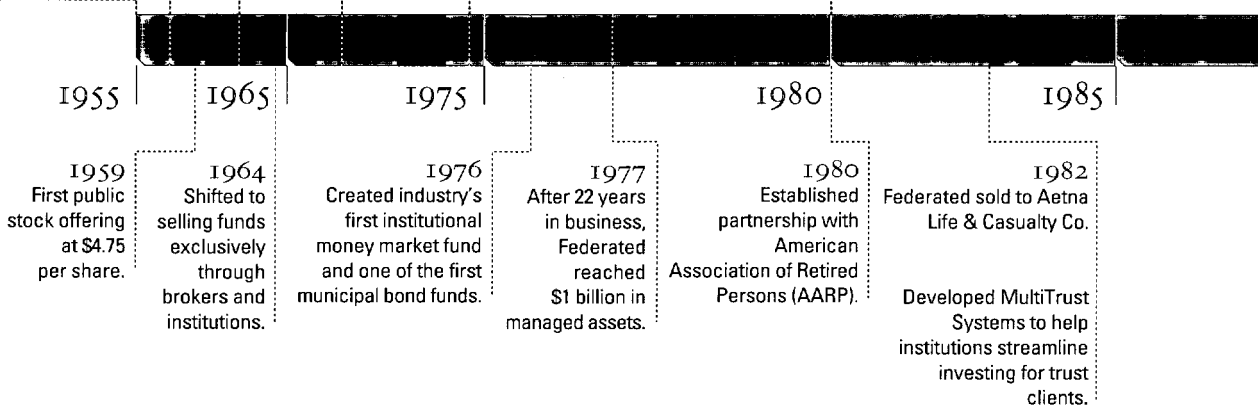 1955
1965
1975
1980
1985
1959
First public
stock offering
at $4.75
per share.
1964
Shifted to
selling funds
exclusively
through
brokers and
institutions.
1976
Created industry's
first institutional
money market fund
and one of the first
municipal bond funds.
1977
After 22 years
in business,
Federated
reached
$1 billion in
managed assets.
1980
Established
partnership with
American
Association of Retired
Persons (AARP).
1982
Federated sold to Aetna
Life & Casualty Co.
Developed MultiTrust
Systems to help
institutions streamline
investing for trust
clients.